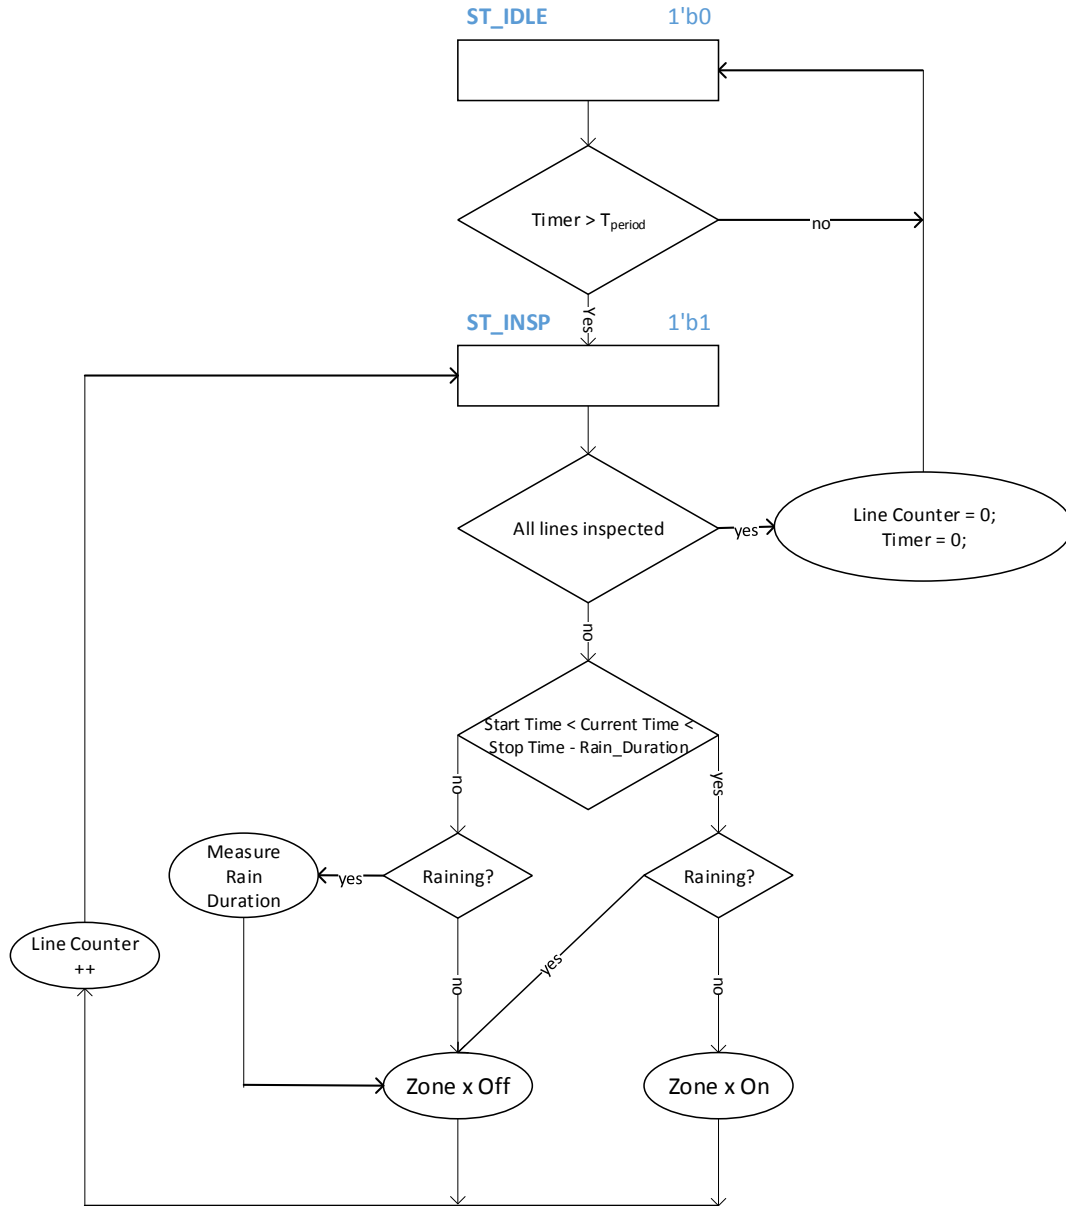 ST_IDLE 1'b0
Timer > Tperiod
no
Yes
ST_INSP 1'b1
All lines inspected
yes
Line Counter = 0;
Timer = 0;
no
Start Time < Current Time <
Stop Time - Rain_Duration
no
yes
Measure
Rain
Duration
yes
Raining?
Raining?
Line Counter
++
no
yes
no
Zone x Off
Zone x On